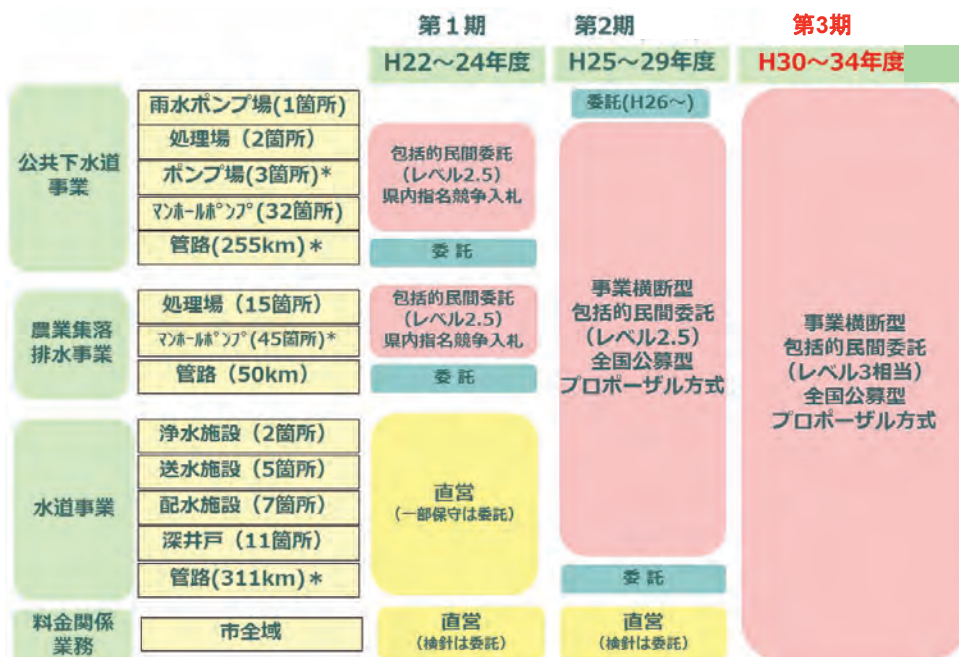 第1期
第2期
第3期
H22～24年度
H25～29年度
H30～34年度
公共下水道
事業
雨水ポンプ場(1箇所)
処理場（2箇所）
ポンプ場(3箇所)*
ﾏﾝﾎｰﾙﾎﾟﾝﾌﾟ(32箇所)
管路(255km)*
包括的民間委託
(レベル2.5)
県内指名競争入札
委託
委託(H26～)
農業集落
排水事業
処理場（15箇所）
ﾏﾝﾎｰﾙﾎﾟﾝﾌﾟ(45箇所)*
管路（50km）
包括的民間委託
(レベル2.5)
県内指名競争入札
委託
事業横断型
包括的民間委託
(レベル2.5)
全国公募型
プロポーザル方式
事業横断型
包括的民間委託
(レベル3相当)
全国公募型
プロポーザル方式
水道事業
浄水施設（2箇所）
送水施設（5箇所）
配水施設（7箇所）
深井戸（11箇所）
管路(311km)*
直営
(一部保守は委託)
委託
料金関係
業務
市全域
直営
(検針は委託)
直営
(検針は委託)